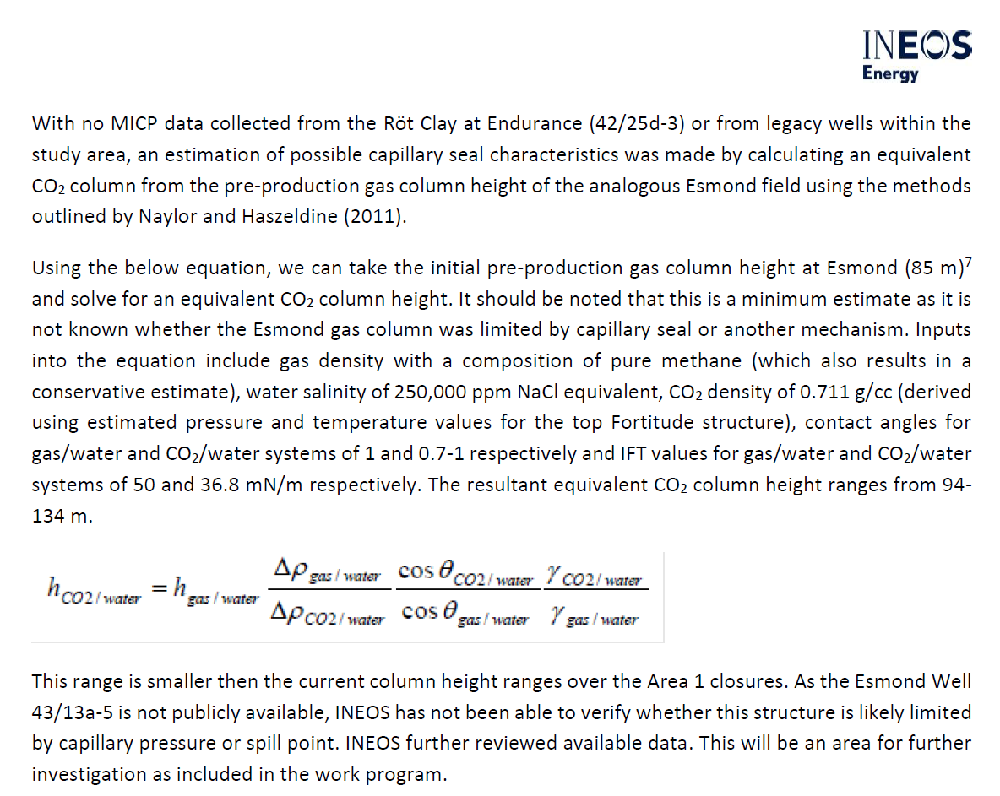 INEOS
Energy
With no MICP data collected from the Röt Clay at Endurance (42/25d-3) or from legacy wells within the
study area, an estimation of possible capillary seal characteristics was made by calculating an equivalent
CO₂ column from the pre-production gas column height of the analogous Esmond field using the methods
outlined by Naylor and Haszeldine (2011).
Using the below equation, we can take the initial pre-production gas column height at Esmond (85 m)⁷
and solve for an equivalent CO₂ column height. It should be noted that this is a minimum estimate as it is
not known whether the Esmond gas column was limited by capillary seal or another mechanism. Inputs
into the equation include gas density with a composition of pure methane (which also results in a
conservative estimate), water salinity of 250,000 ppm NaCl equivalent, CO₂ density of 0.711 g/cc (derived
using estimated pressure and temperature values for the top Fortitude structure), contact angles for
gas/water and CO₂/water systems of 1 and 0.7-1 respectively and IFT values for gas/water and CO₂/water
systems of 50 and 36.8 mN/m respectively. The resultant equivalent CO₂ column height ranges from 94-
134 m.
h CO2/water = h gas/water Δρ gas/water / Δρ CO2/water cos θ CO2/water / cos θ gas/water γ CO2/water / γ gas/water
This range is smaller then the current column height ranges over the Area 1 closures. As the Esmond Well
43/13a-5 is not publicly available, INEOS has not been able to verify whether this structure is likely limited
by capillary pressure or spill point. INEOS further reviewed available data. This will be an area for further
investigation as included in the work program.